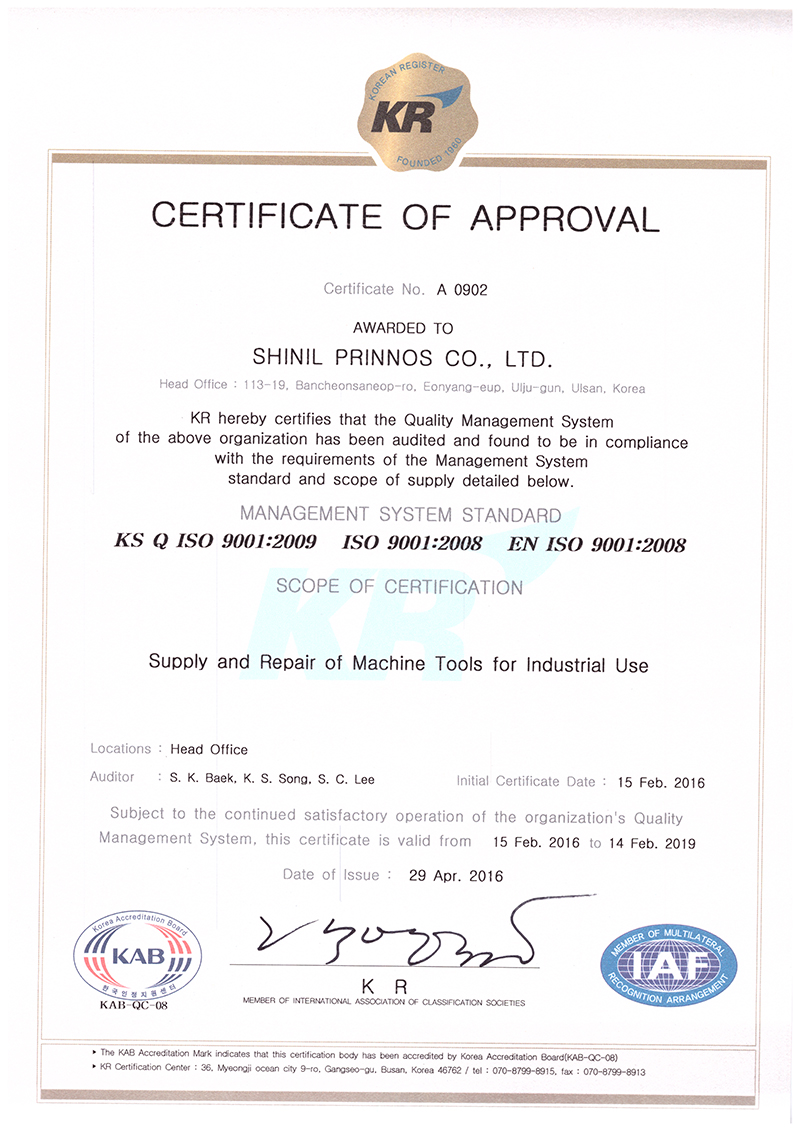 KOREAN REGISTER
KR
FOUNDED 1960
CERTIFICATE OF APPROVAL
Certificate No. A 0902
AWARDED TO
SHINIL PRINNOS CO., LTD.
Head Office : 113-19, Bancheonsaneop-ro, Eonyang-eup, Ulju-gun, Ulsan, Korea
KR hereby certifies that the Quality Management System
of the above organization has been audited and found to be in compliance
with the requirements of the Management System
standard and scope of supply detailed below.
MANAGEMENT SYSTEM STANDARD
KS Q ISO 9001:2009 ISO 9001:2008 EN ISO 9001:2008
SCOPE OF CERTIFICATION
KR
Supply and Repair of Machine Tools for Industrial Use
Locations : Head Office
Auditor : S. K. Baek, K. S. Song, S. C. Lee Initial Certificate Date : 15 Feb. 2016
Subject to the continued satisfactory operation of the organization's Quality
Management System, this certificate is valid from 15 Feb. 2016 to 14 Feb. 2019
Date of Issue : 29 Apr. 2016
Korea Accreditation Board
KAB
한국인정지원센터
KAB-QC-08
K R
MEMBER OF INTERNATIONAL ASSOCIATION OF CLASSIFICATION SOCIETIES
MEMBER OF MULTILATERAL
IAF
RECOGNITION ARRANGEMENT
▸ The KAB Accreditation Mark indicates that this certification body has been accredited by Korea Accreditation Board(KAB-QC-08)
▸ KR Certification Center : 36, Myeongji ocean city 9-ro, Gangseo-gu, Busan, Korea 46762 / tel : 070-8799-8915, fax : 070-8799-8913